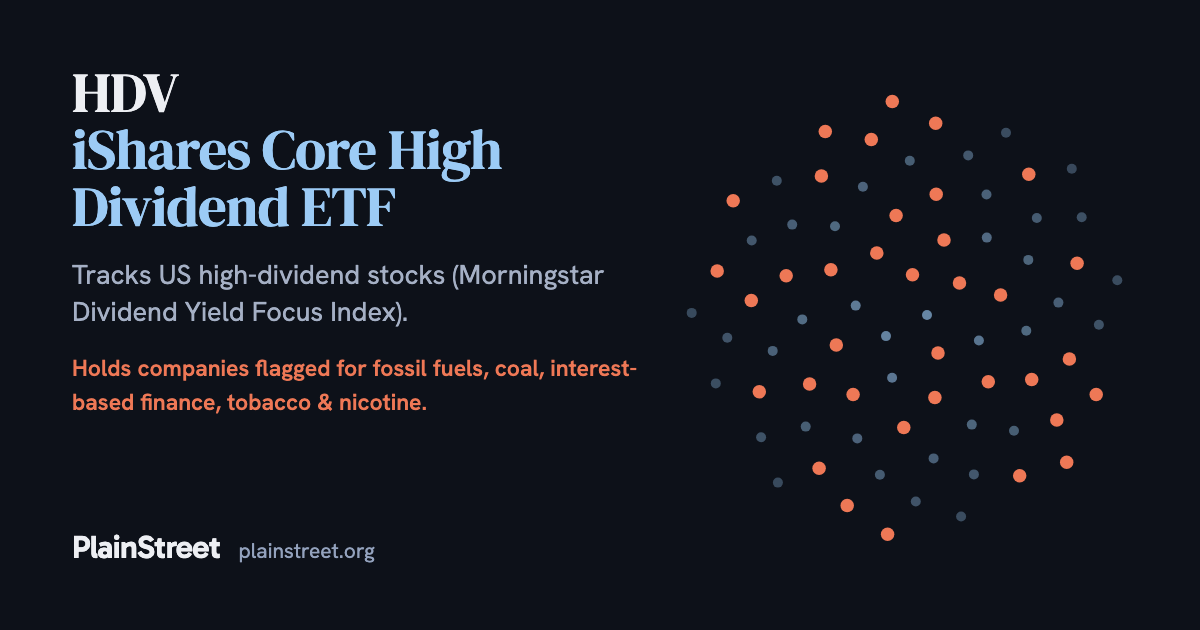 HDV
iShares Core High
Dividend ETF
Tracks US high-dividend stocks (Morningstar
Dividend Yield Focus Index).
Holds companies flagged for fossil fuels, coal, interest-
based finance, tobacco & nicotine.
PlainStreet plainstreet.org